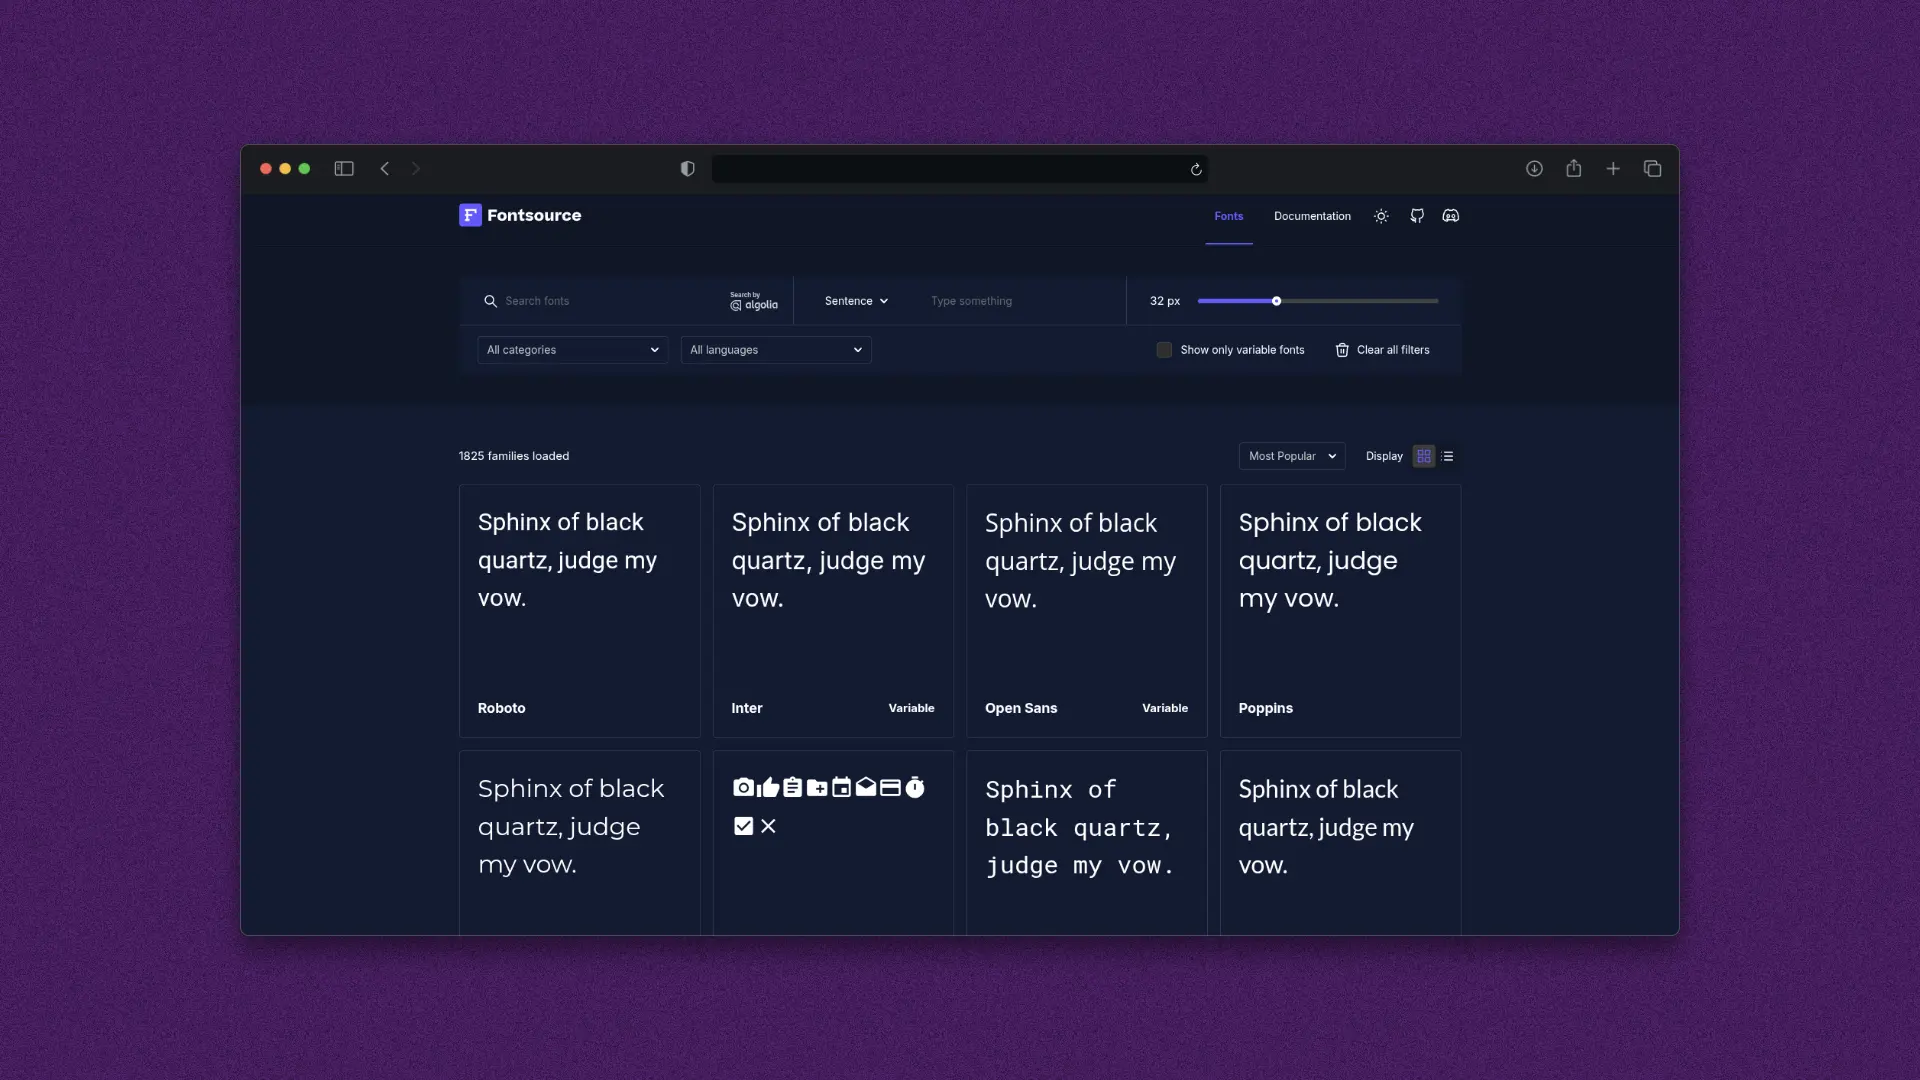 Fontsource
Fonts
Documentation
Search fonts
Search by
algolia
Sentence
Type something
32 px
All categories
All languages
Show only variable fonts
Clear all filters
1825 families loaded
Most Popular
Display
Sphinx of black
quartz, judge my
vow.
Roboto
Sphinx of black
quartz, judge my
vow.
Inter
Variable
Sphinx of black
quartz, judge my
vow.
Open Sans
Variable
Sphinx of black
quartz, judge
my vow.
Poppins
Sphinx of black
quartz, judge
my vow.
Sphinx of
black quartz,
judge my vow.
Sphinx of black
quartz, judge my
vow.